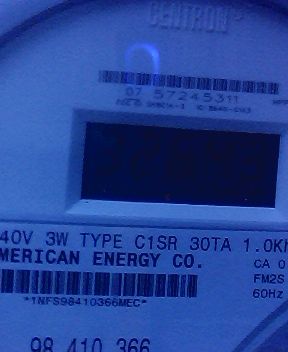 CENTRON
07 57245311
40V 3W TYPE C1SR 30TA 1.0Kh
MERICAN ENERGY CO.
CA 0
FM2S
60Hz
*1NFS98410366MEC*
98 410 366